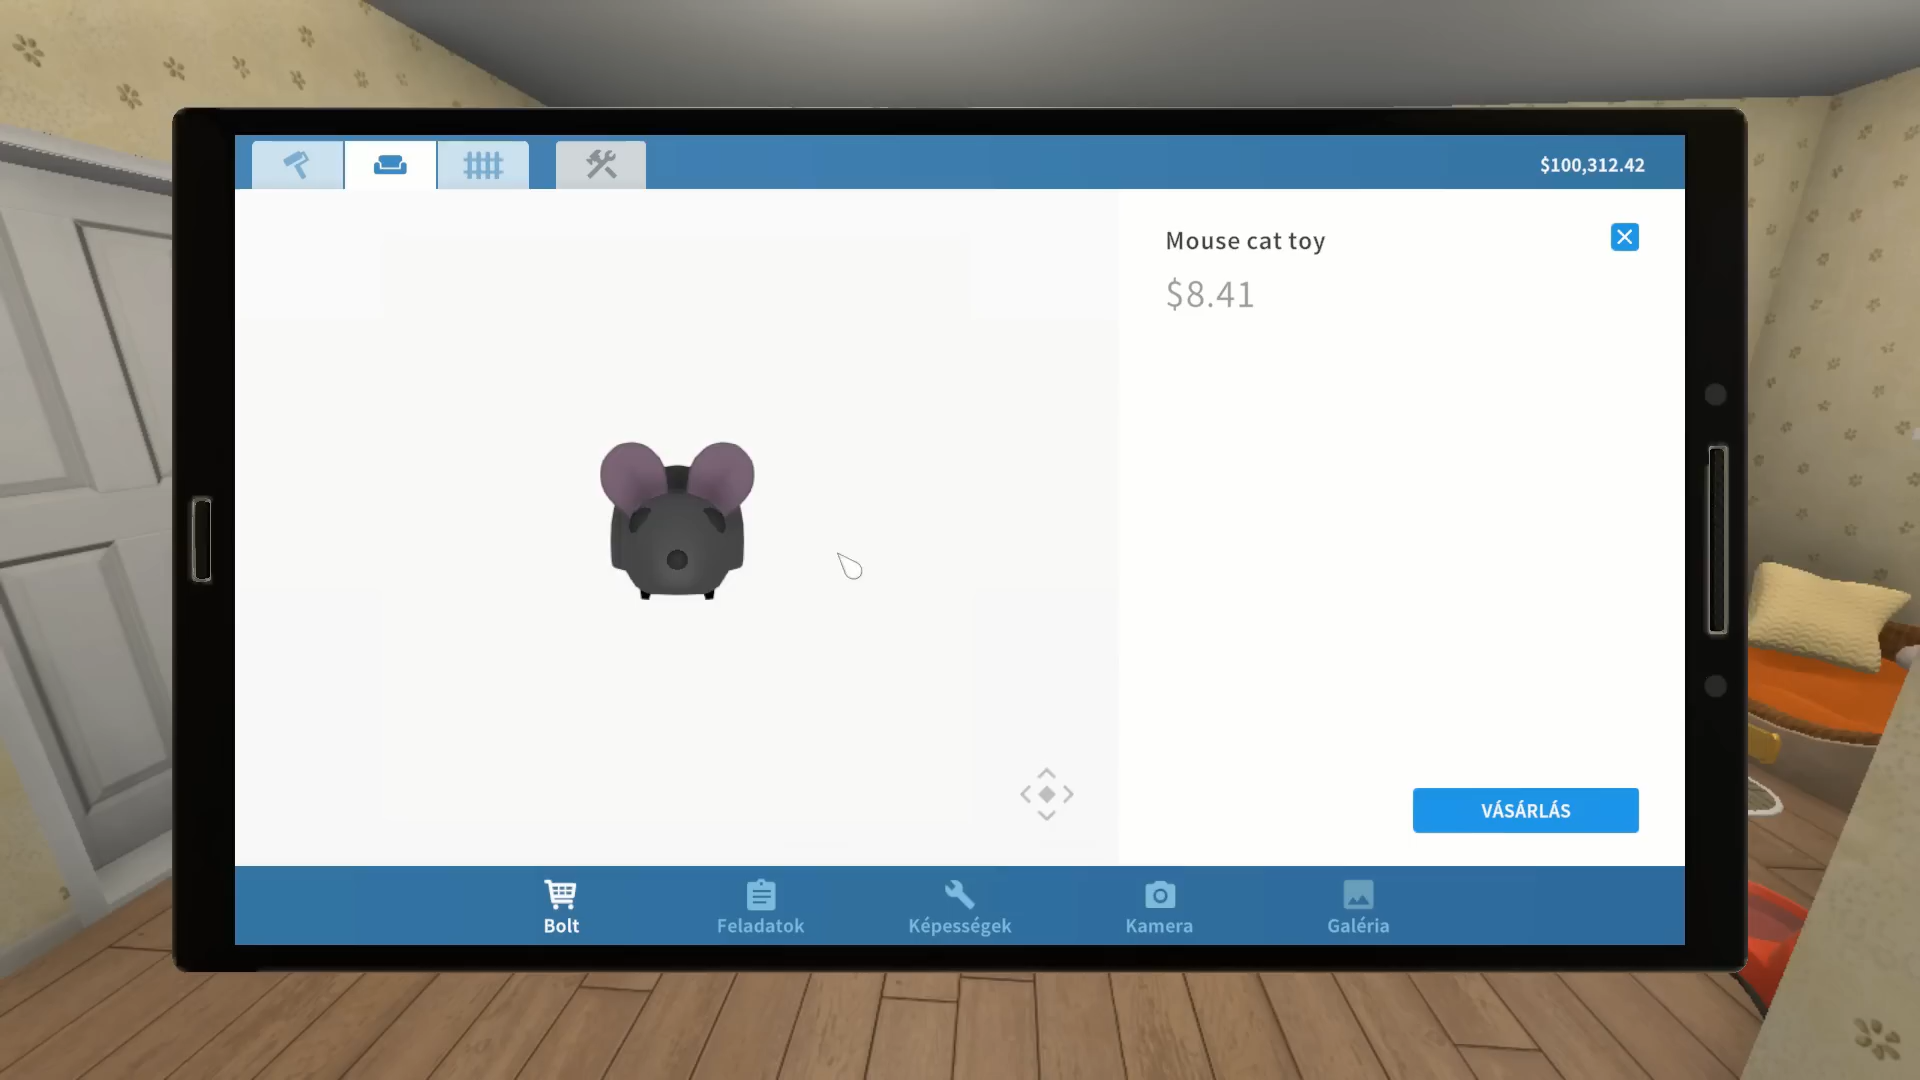 $100,312.42
Mouse cat toy
$8.41
VÁSÁRLÁS
Bolt
Feladatok
Képességek
Kamera
Galéria